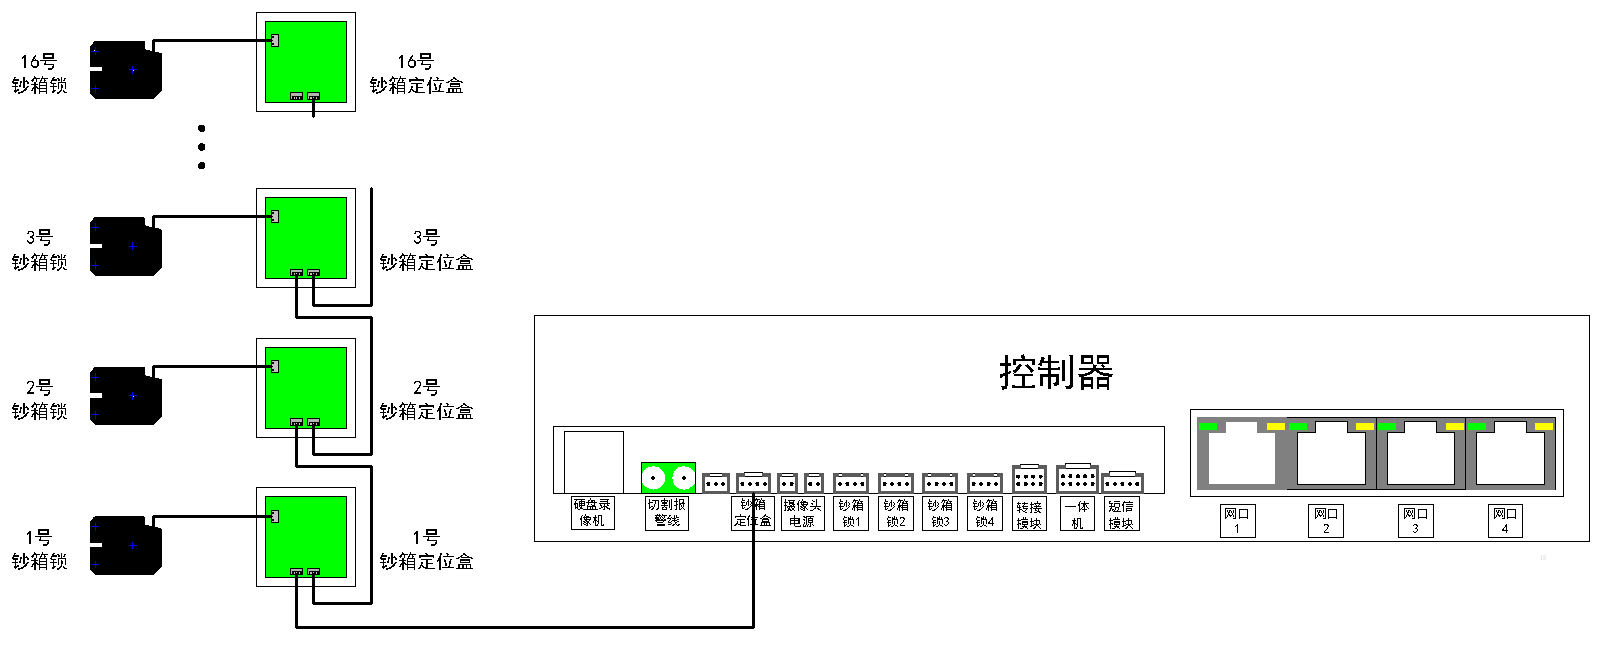 16号
钞箱锁
16号
钞箱定位盒
3号
钞箱锁
3号
钞箱定位盒
2号
钞箱锁
2号
钞箱定位盒
1号
钞箱锁
1号
钞箱定位盒
控制器
硬盘录
像机
切割报
警线
钞箱
定位盒
摄像头
电源
钞箱
锁1
钞箱
锁2
钞箱
锁3
钞箱
锁4
转接
模块
一体
机
短信
模块
网口
1
网口
2
网口
3
网口
4